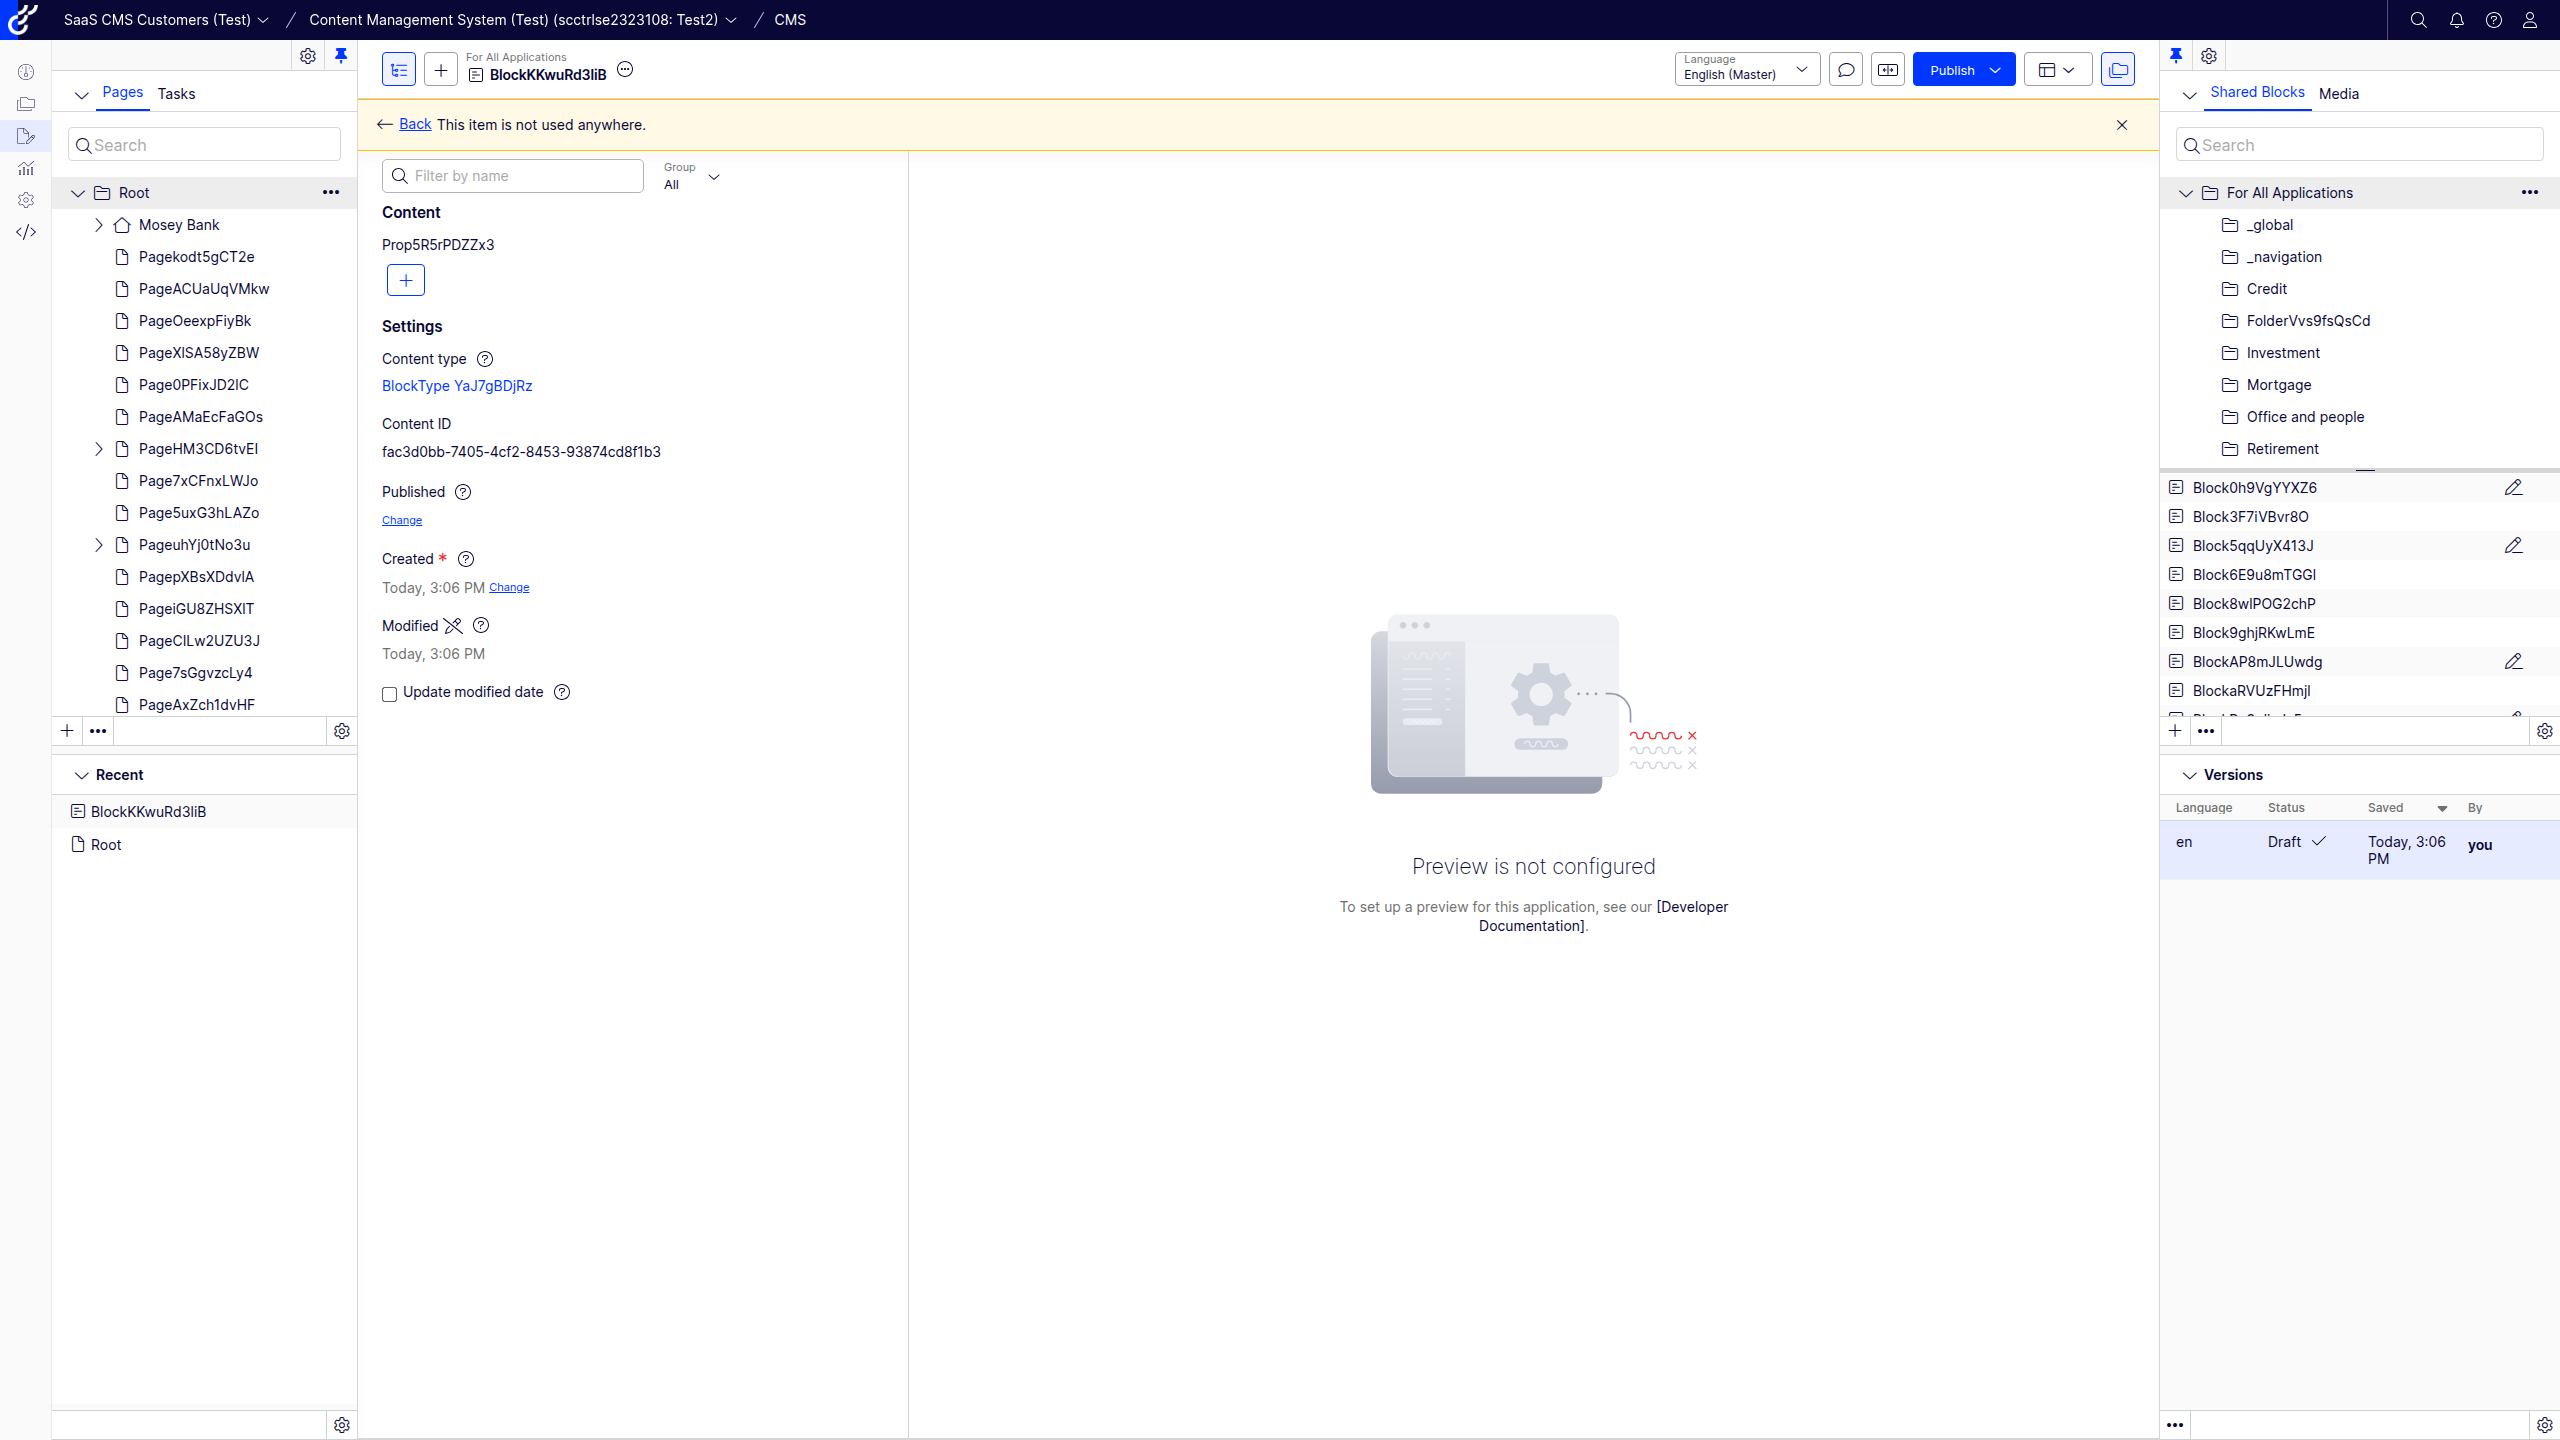 SaaS CMS Customers (Test)
Content Management System (Test) (scctrlse2323108: Test2)
CMS
Pages
Tasks
Search
Root
Mosey Bank
Pagekodt5gCT2e
PageACUaUqVMkw
PageOeexpFiyBk
PageXlSA58yZBW
Page0PFixJD2lC
PageAMaEcFaGOs
PageHM3CD6tvEl
Page7xCFnxLWJo
Page5uxG3hLAZo
PageuhYj0tNo3u
PagepXBsXDdvlA
PageiGU8ZHSXlT
PageClLw2UZU3J
Page7sGgvzcLy4
PageAxZch1dvHF
Recent
BlockKKwuRd3liB
Root
For All Applications
BlockKKwuRd3liB
Language
English (Master)
Publish
Back This item is not used anywhere.
Filter by name
Group
All
Content
Prop5R5rPDZZx3
Settings
Content type
BlockType YaJ7gBDjRz
Content ID
fac3d0bb-7405-4cf2-8453-93874cd8f1b3
Published
Change
Created *
Today, 3:06 PM Change
Modified
Today, 3:06 PM
Update modified date
Preview is not configured
To set up a preview for this application, see our [Developer
Documentation].
Shared Blocks
Media
Search
For All Applications
_global
_navigation
Credit
FolderVvs9fsQsCd
Investment
Mortgage
Office and people
Retirement
Block0h9VgYYXZ6
Block3F7iVBvr8O
Block5qqUyX413J
Block6E9u8mTGGl
Block8wlPOG2chP
Block9ghjRKwLmE
BlockAP8mJLUwdg
BlockaRVUzFHmjl
Versions
Language
Status
Saved
By
en
Draft
Today, 3:06
PM
you